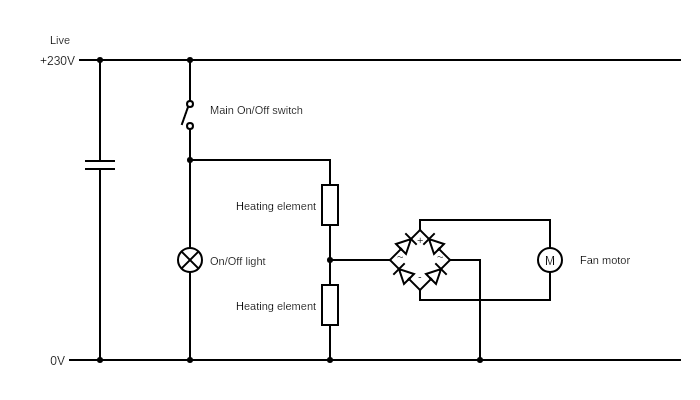 Live
+230V
Main On/Off switch
Heating element
+
~ ~
-
M
Fan motor
On/Off light
Heating element
0V